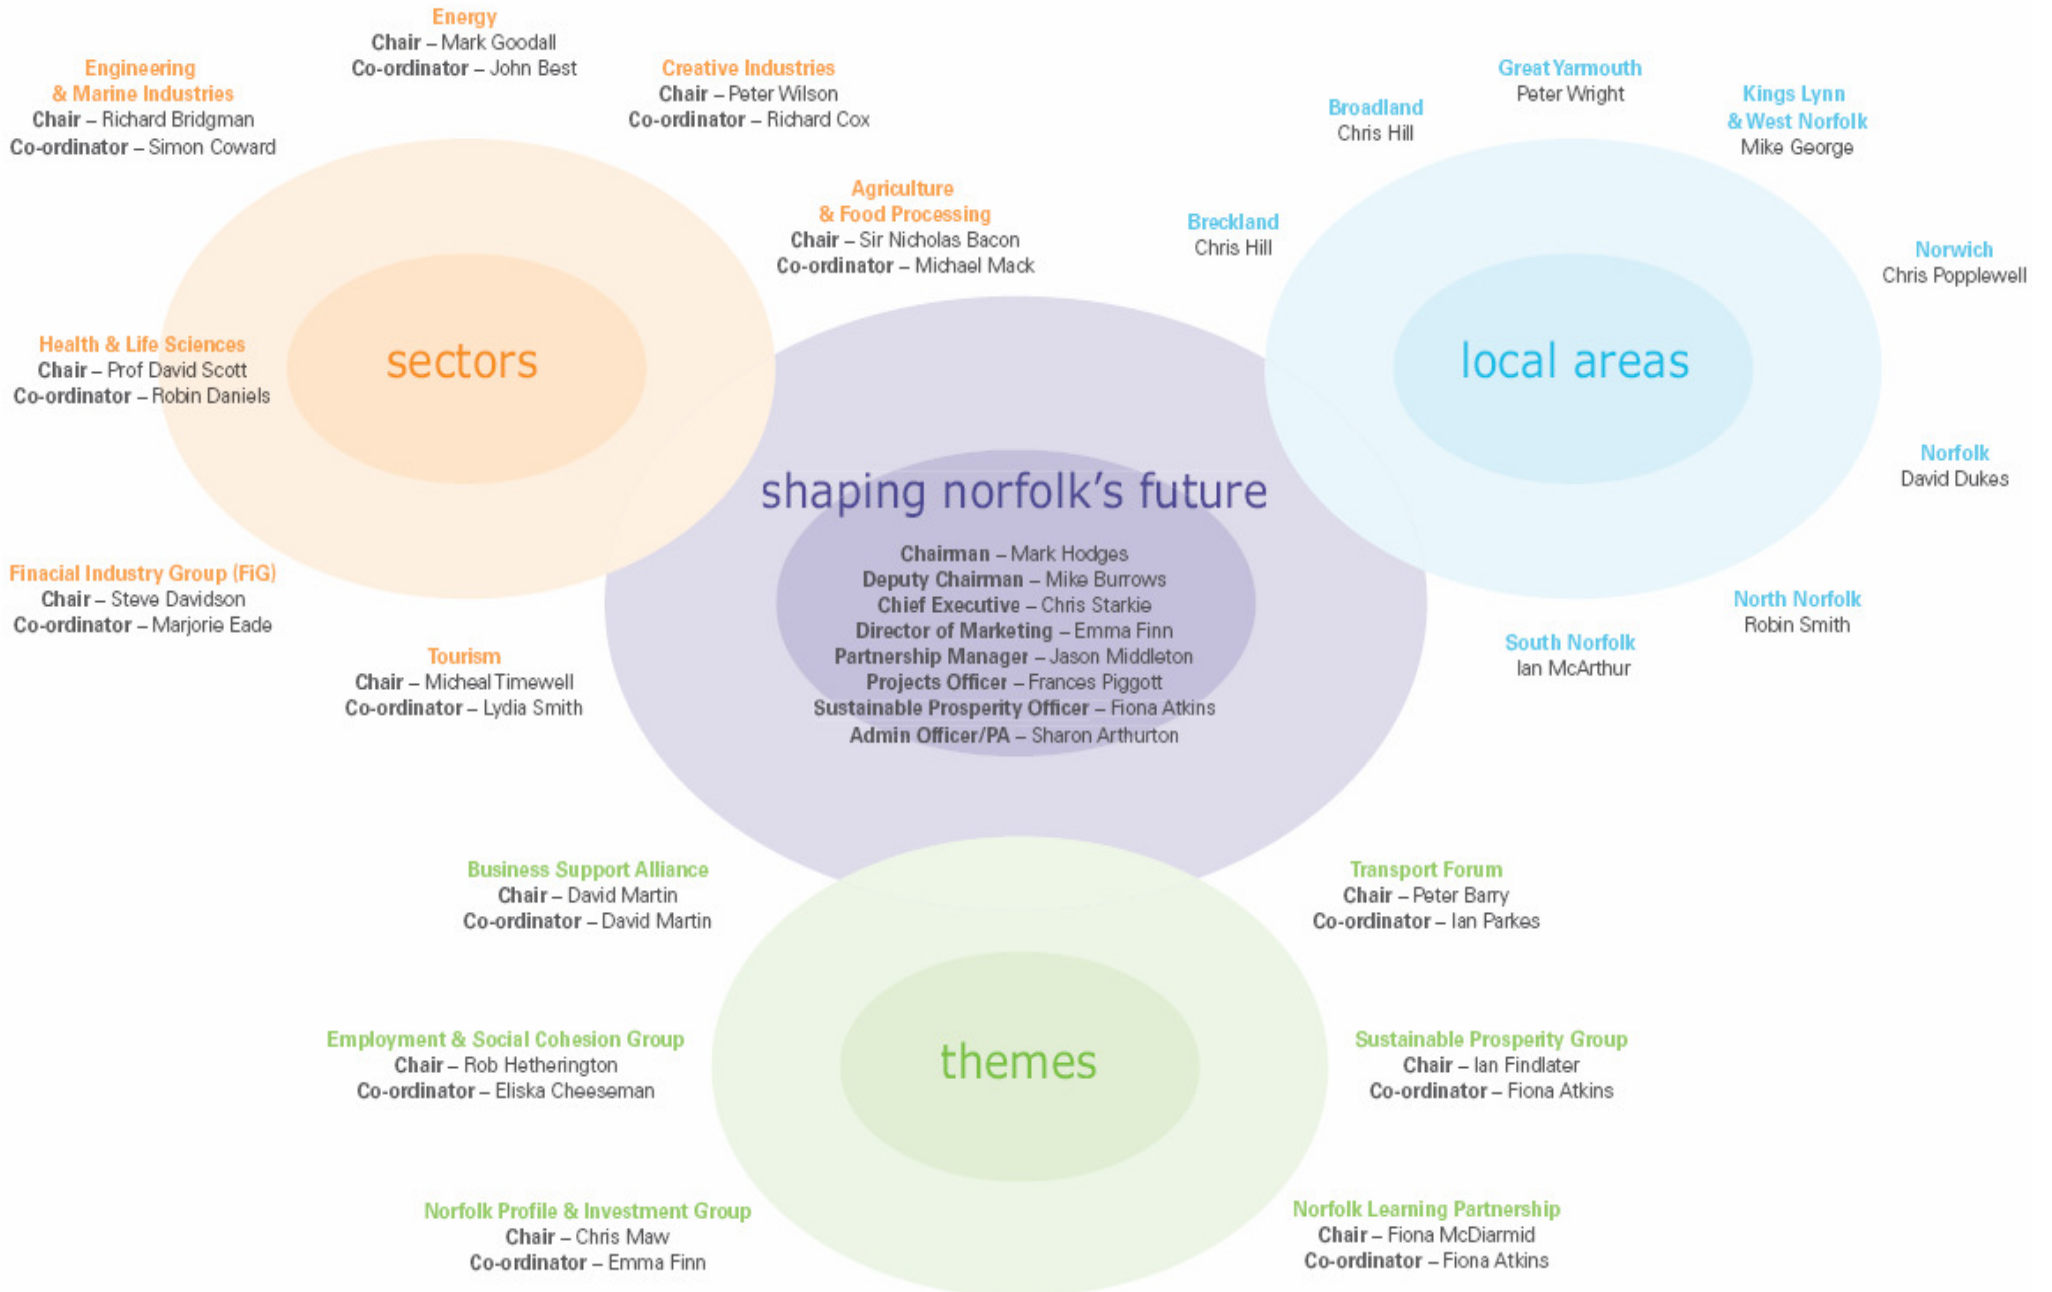 Energy
Chair – Mark Goodall
Co-ordinator – John Best
Engineering
& Marine Industries
Chair – Richard Bridgman
Co-ordinator – Simon Coward
Creative Industries
Chair – Peter Wilson
Co-ordinator – Richard Cox
Agriculture
& Food Processing
Chair – Sir Nicholas Bacon
Co-ordinator – Michael Mack
Health & Life Sciences
Chair – Prof David Scott
Co-ordinator – Robin Daniels
sectors
Finacial Industry Group (FiG)
Chair – Steve Davidson
Co-ordinator – Marjorie Eade
Tourism
Chair – Micheal Timewell
Co-ordinator – Lydia Smith
Great Yarmouth
Peter Wright
Broadland
Chris Hill
Kings Lynn
& West Norfolk
Mike George
Breckland
Chris Hill
Norwich
Chris Popplewell
local areas
Norfolk
David Dukes
North Norfolk
Robin Smith
South Norfolk
Ian McArthur
shaping norfolk's future
Chairman – Mark Hodges
Deputy Chairman – Mike Burrows
Chief Executive – Chris Starkie
Director of Marketing – Emma Finn
Partnership Manager – Jason Middleton
Projects Officer – Frances Piggott
Sustainable Prosperity Officer – Fiona Atkins
Admin Officer/PA – Sharon Arthurton
Business Support Alliance
Chair – David Martin
Co-ordinator – David Martin
Transport Forum
Chair – Peter Barry
Co-ordinator – Ian Parkes
Employment & Social Cohesion Group
Chair – Rob Hetherington
Co-ordinator – Eliska Cheeseman
themes
Sustainable Prosperity Group
Chair – Ian Findlater
Co-ordinator – Fiona Atkins
Norfolk Profile & Investment Group
Chair – Chris Maw
Co-ordinator – Emma Finn
Norfolk Learning Partnership
Chair – Fiona McDiarmid
Co-ordinator – Fiona Atkins